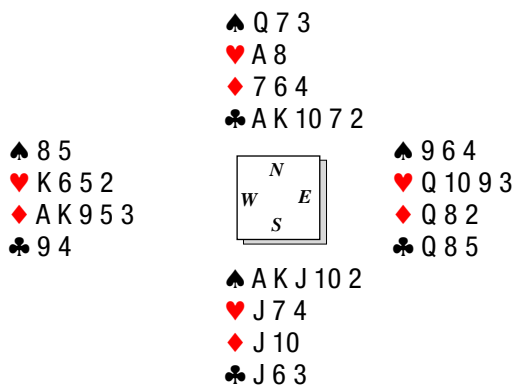 ♠ Q 7 3
♥ A 8
♦ 7 6 4
♣ A K 10 7 2
♠ 8 5
♥ K 6 5 2
♦ A K 9 5 3
♣ 9 4
N
W E
S
♠ 9 6 4
♥ Q 10 9 3
♦ Q 8 2
♣ Q 8 5
♠ A K J 10 2
♥ J 7 4
♦ J 10
♣ J 6 3